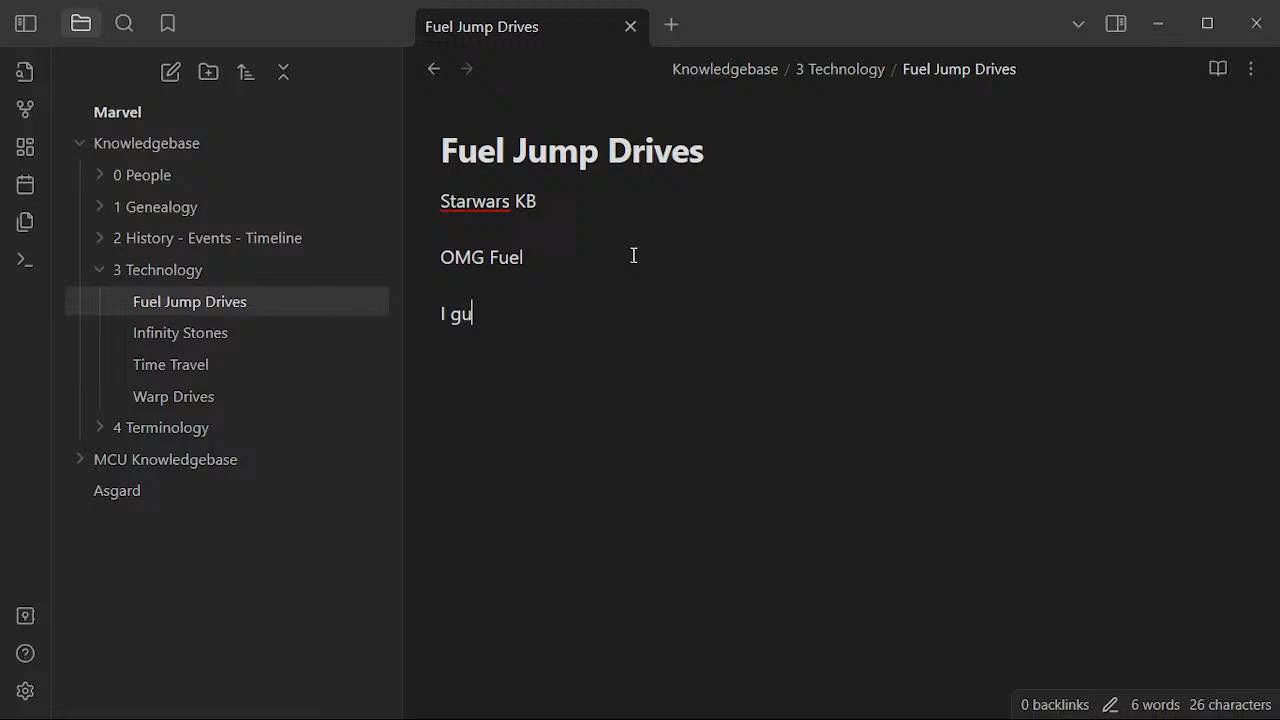 Fuel Jump Drives
Knowledgebase / 3 Technology / Fuel Jump Drives
Marvel
Knowledgebase
0 People
1 Genealogy
2 History - Events - Timeline
3 Technology
Fuel Jump Drives
Infinity Stones
Time Travel
Warp Drives
4 Terminology
MCU Knowledgebase
Asgard
Fuel Jump Drives
Starwars KB
OMG Fuel
I gu
0 backlinks 6 words 26 characters